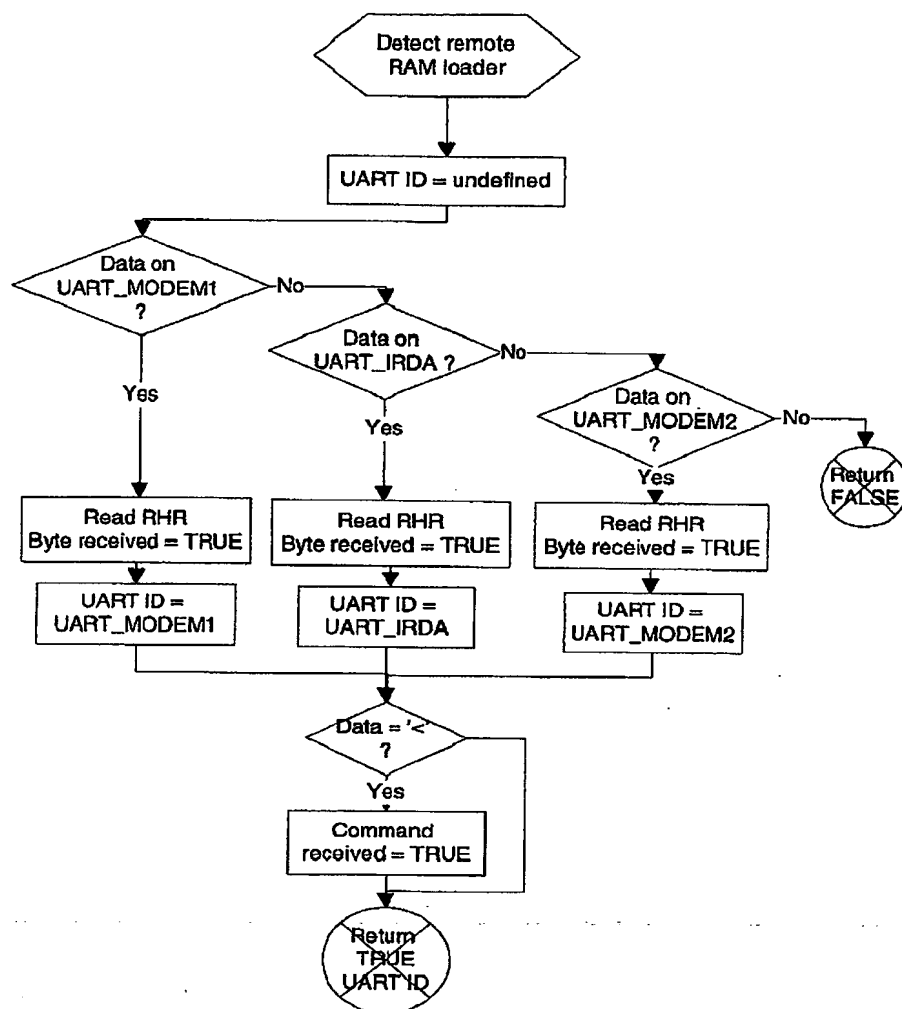 Detect remote
RAM loader
UART ID = undefined
Data on
UART_MODEM1
?
No
Data on
UART_IRDA ?
No
Data on
UART_MODEM2
?
No
Yes
Yes
Yes
Return
FALSE
Read RHR
Byte received = TRUE
Read RHR
Byte received = TRUE
Read RHR
Byte received = TRUE
UART ID =
UART_MODEM1
UART ID =
UART_IRDA
UART ID =
UART_MODEM2
Data = '<'
?
Yes
Command
received = TRUE
Return
TRUE
UART ID